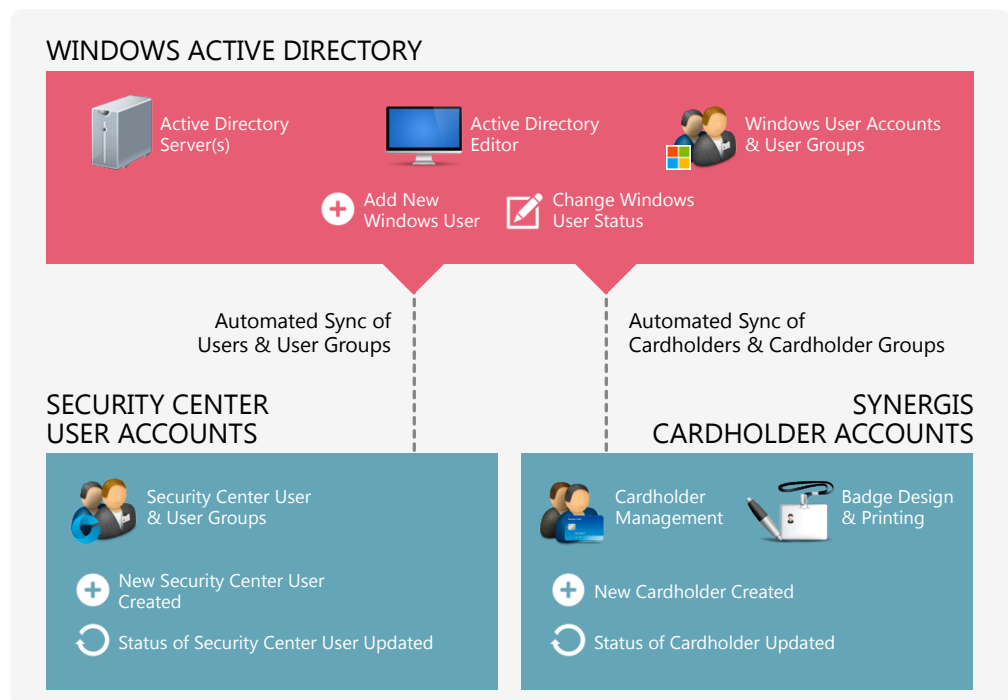 WINDOWS ACTIVE DIRECTORY
Active Directory
Server(s)
Active Directory
Editor
Windows User Accounts
& User Groups
Add New
Windows User
Change Windows
User Status
Automated Sync of
Users & User Groups
Automated Sync of
Cardholders & Cardholder Groups
SECURITY CENTER
USER ACCOUNTS
SYNERGIS
CARDHOLDER ACCOUNTS
Security Center User
& User Groups
New Security Center User
Created
Status of Security Center User Updated
Cardholder
Management
Badge Design
& Printing
New Cardholder Created
Status of Cardholder Updated